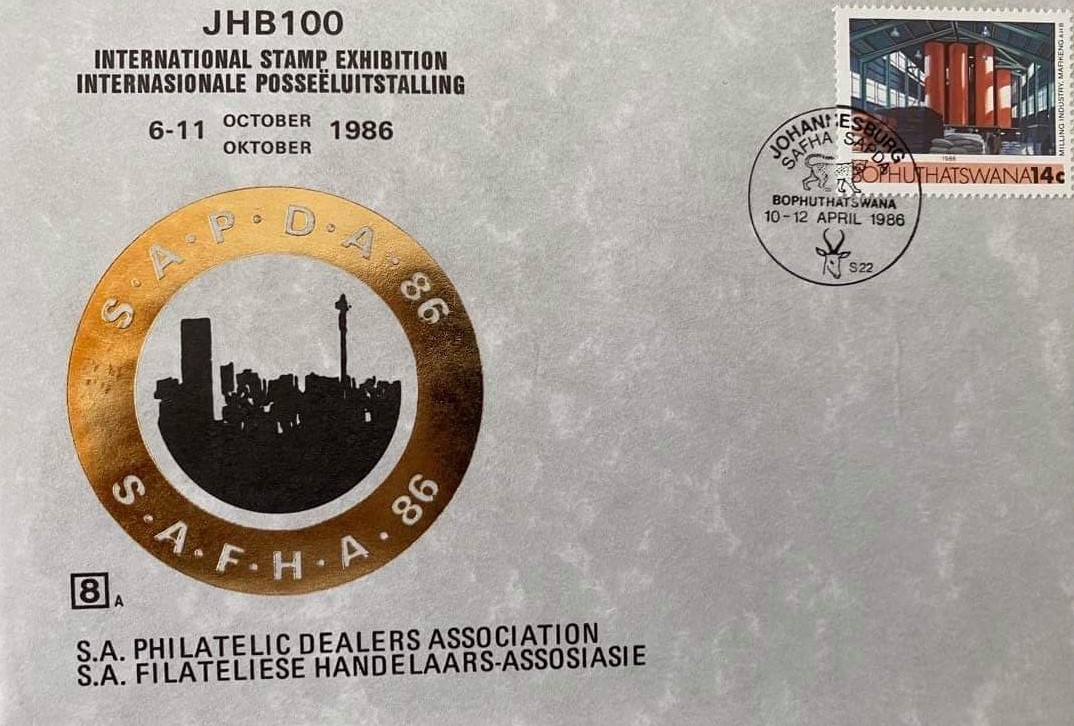 JHB100
INTERNATIONAL STAMP EXHIBITION
INTERNASIONALE POSSEËLUITSTALLING
6-11 OCTOBER 1986
OKTOBER
S·A·P·D·A·86
S·A·F·H·A·86
8 A
S.A. PHILATELIC DEALERS ASSOCIATION
S.A. FILATELIESE HANDELAARS-ASSOSIASIE
MILLING INDUSTRY, MAFIKENG AHB
1986
BOPHUTHATSWANA 14c
JOHANNESBURG
SAFHA SAPDA
BOPHUTHATSWANA
10-12 APRIL 1986
S22